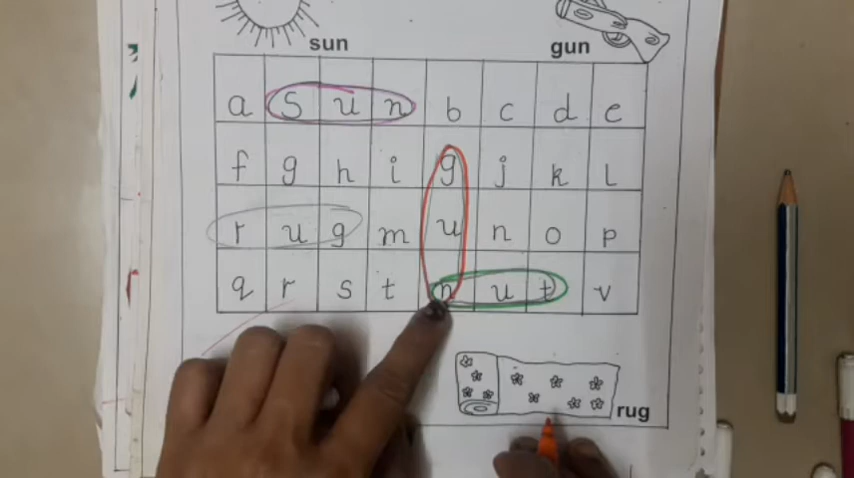 sun gun
a S u n b c d e
f g h i g j k l
r u g m u n o p
q r s t n u t v
rug